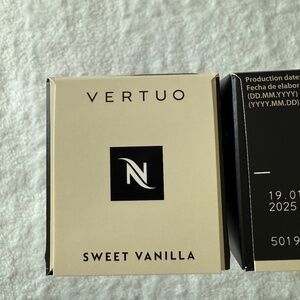 VERTUO
N
SWEET VANILLA
Production date
Fecha de elabor
(DD.MM.YYYY)
(YYYY.MM.DD)
19.01
2025
5019